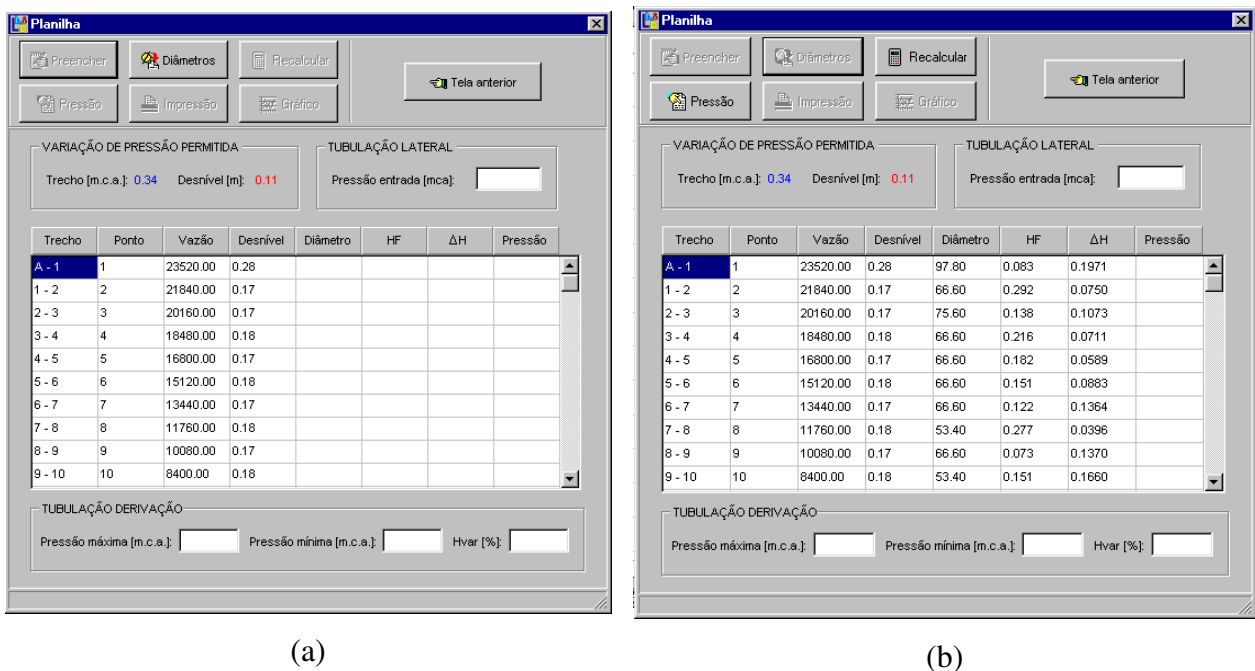 Planilha
Preencher Diâmetros Recalcular
Tela anterior
Pressão Impressão Gráfico
VARIAÇÃO DE PRESSÃO PERMITIDA TUBULAÇÃO LATERAL
Trecho [m.c.a.]: 0.34 Desnível [m]: 0.11 Pressão entrada [mca]:
Trecho Ponto Vazão Desnível Diâmetro HF ΔH Pressão
A - 1 1 23520.00 0.28
1 - 2 2 21840.00 0.17
2 - 3 3 20160.00 0.17
3 - 4 4 18480.00 0.18
4 - 5 5 16800.00 0.17
5 - 6 6 15120.00 0.18
6 - 7 7 13440.00 0.17
7 - 8 8 11760.00 0.18
8 - 9 9 10080.00 0.17
9 - 10 10 8400.00 0.18
TUBULAÇÃO DERIVAÇÃO
Pressão máxima [m.c.a.]: Pressão mínima [m.c.a.]: Hvar [%]:
(a)
Planilha
Preencher Diâmetros Recalcular
Tela anterior
Pressão Impressão Gráfico
VARIAÇÃO DE PRESSÃO PERMITIDA TUBULAÇÃO LATERAL
Trecho [m.c.a.]: 0.34 Desnível [m]: 0.11 Pressão entrada [mca]:
Trecho Ponto Vazão Desnível Diâmetro HF ΔH Pressão
A - 1 1 23520.00 0.28 97.80 0.083 0.1971
1 - 2 2 21840.00 0.17 66.60 0.292 0.0750
2 - 3 3 20160.00 0.17 75.60 0.138 0.1073
3 - 4 4 18480.00 0.18 66.60 0.216 0.0711
4 - 5 5 16800.00 0.17 66.60 0.182 0.0589
5 - 6 6 15120.00 0.18 66.60 0.151 0.0883
6 - 7 7 13440.00 0.17 66.60 0.122 0.1364
7 - 8 8 11760.00 0.18 53.40 0.277 0.0396
8 - 9 9 10080.00 0.17 66.60 0.073 0.1370
9 - 10 10 8400.00 0.18 53.40 0.151 0.1660
TUBULAÇÃO DERIVAÇÃO
Pressão máxima [m.c.a.]: Pressão mínima [m.c.a.]: Hvar [%]:
(b)